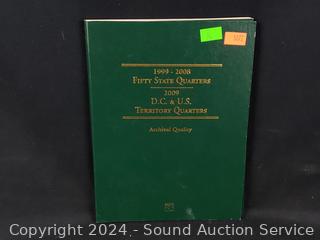 1999 - 2008
FIFTY STATE QUARTERS
2009
D.C. & U.S.
TERRITORY QUARTERS
Archival Quality
Copyright © 2024, - Sound Auction Service